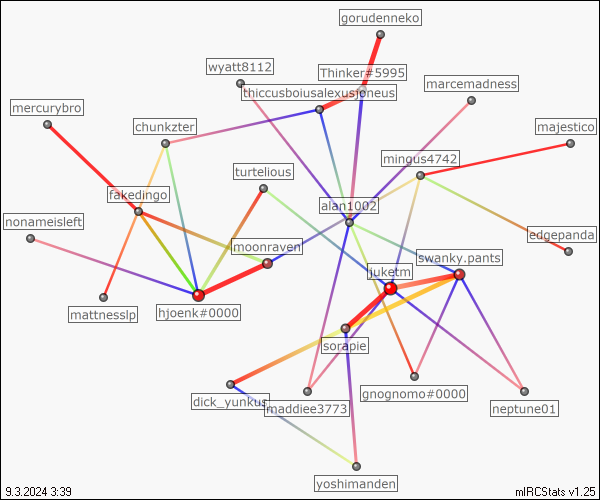 gorudenneko
wyatt8112
Thinker#5995
marcemadness
thiccusboiusalexusjoneus
mercurybro
chunkzter
majestico
mingus4742
turtelious
fakedingo
alan1002
nonameisleft
moonraven
edgepanda
swanky.pants
juketm
mattnesslp
hjoenk#0000
sorapie
dick_yunkus
maddiee3773
gnognomo#0000
neptune01
yoshimanden
9.3.2024 3:39
mIRCStats v1.25